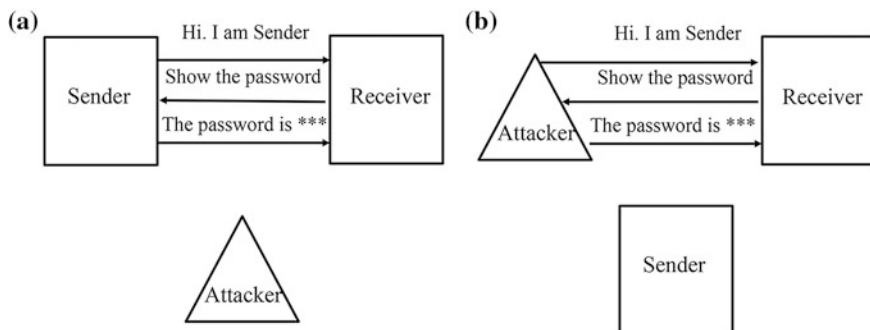 (a)
Hi. I am Sender
Show the password
Sender
Receiver
The password is ***
Attacker
(b)
Hi. I am Sender
Show the password
Receiver
Attacker
The password is ***
Sender